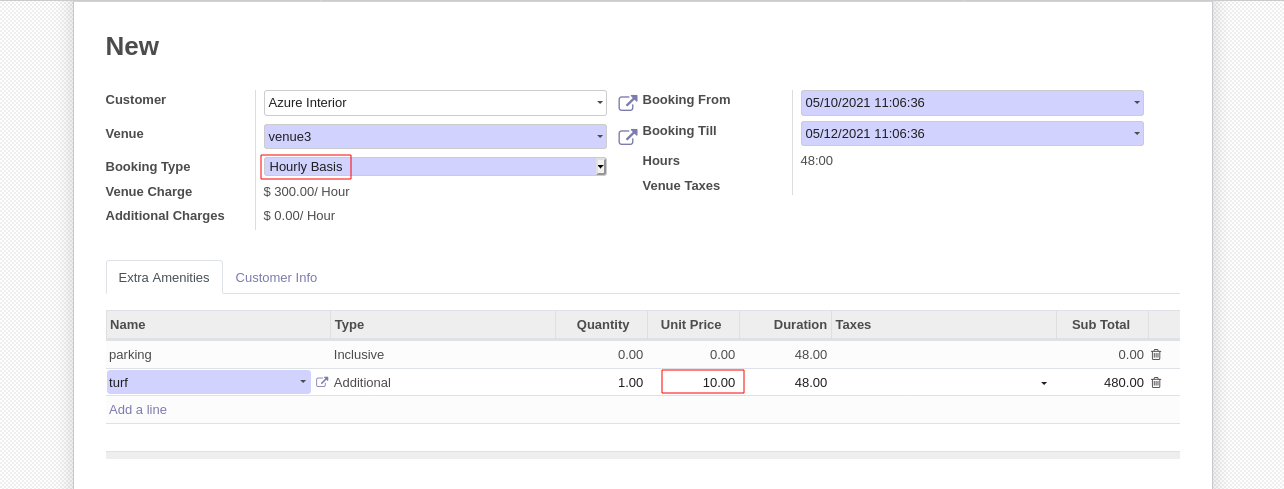 New
Customer Azure Interior
Venue venue3
Booking Type Hourly Basis
Venue Charge $ 300.00/ Hour
Additional Charges $ 0.00/ Hour
Booking From 05/10/2021 11:06:36
Booking Till 05/12/2021 11:06:36
Hours 48:00
Venue Taxes
Extra Amenities Customer Info
Name Type Quantity Unit Price Duration Taxes Sub Total
parking Inclusive 0.00 0.00 48.00 0.00
turf Additional 1.00 10.00 48.00 480.00
Add a line